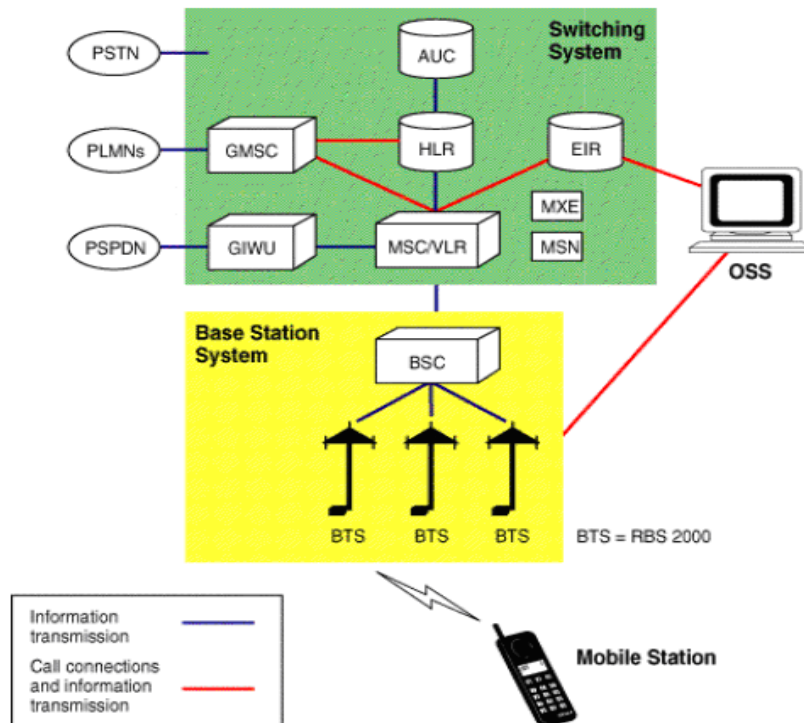 Switching
System
PSTN
AUC
PLMNs
GMSC
HLR
EIR
MXE
PSPDN
GIWU
MSC/VLR
MSN
OSS
Base Station
System
BSC
BTS
BTS
BTS
BTS = RBS 2000
Information
transmission
Call connections
and information
transmission
Mobile Station